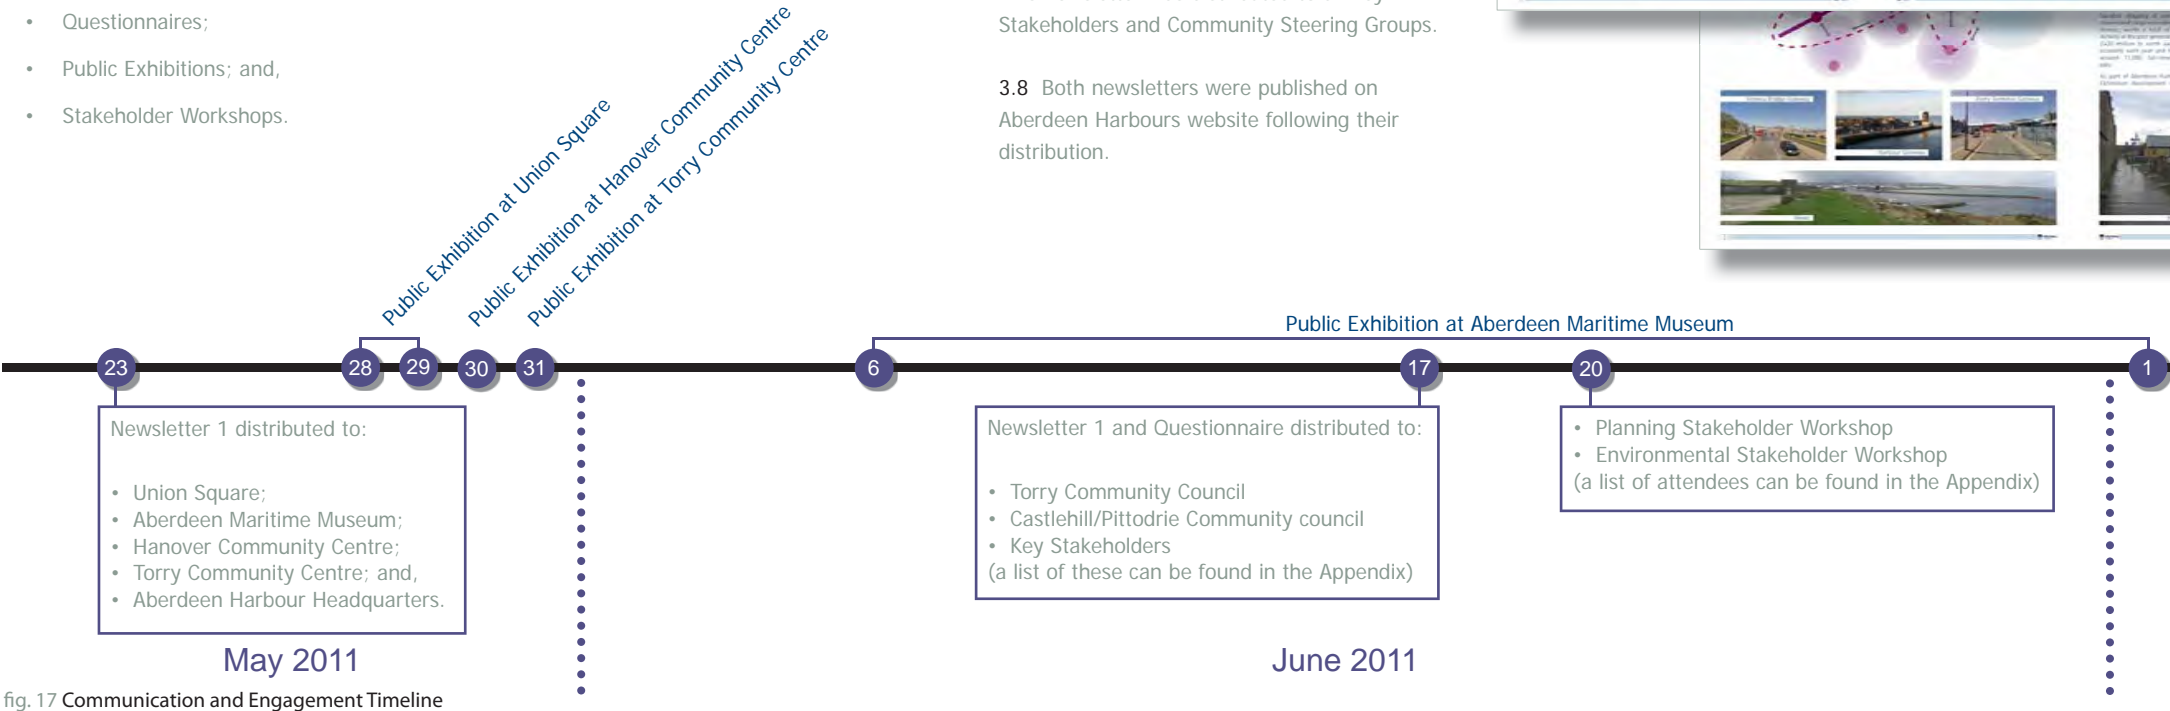 • Questionnaires;
• Public Exhibitions; and,
• Stakeholder Workshops.
Stakeholders and Community Steering Groups.
3.8 Both newsletters were published on
Aberdeen Harbours website following their
distribution.
Public Exhibition at Union Square
Public Exhibition at Hanover Community Centre
Public Exhibition at Torry Community Centre
Public Exhibition at Aberdeen Maritime Museum
23
28
29
30
31
6
17
20
1
Newsletter 1 distributed to:
• Union Square;
• Aberdeen Maritime Museum;
• Hanover Community Centre;
• Torry Community Centre; and,
• Aberdeen Harbour Headquarters.
Newsletter 1 and Questionnaire distributed to:
• Torry Community Council
• Castlehill/Pittodrie Community council
• Key Stakeholders
(a list of these can be found in the Appendix)
• Planning Stakeholder Workshop
• Environmental Stakeholder Workshop
(a list of attendees can be found in the Appendix)
May 2011
June 2011
fig. 17 Communication and Engagement Timeline